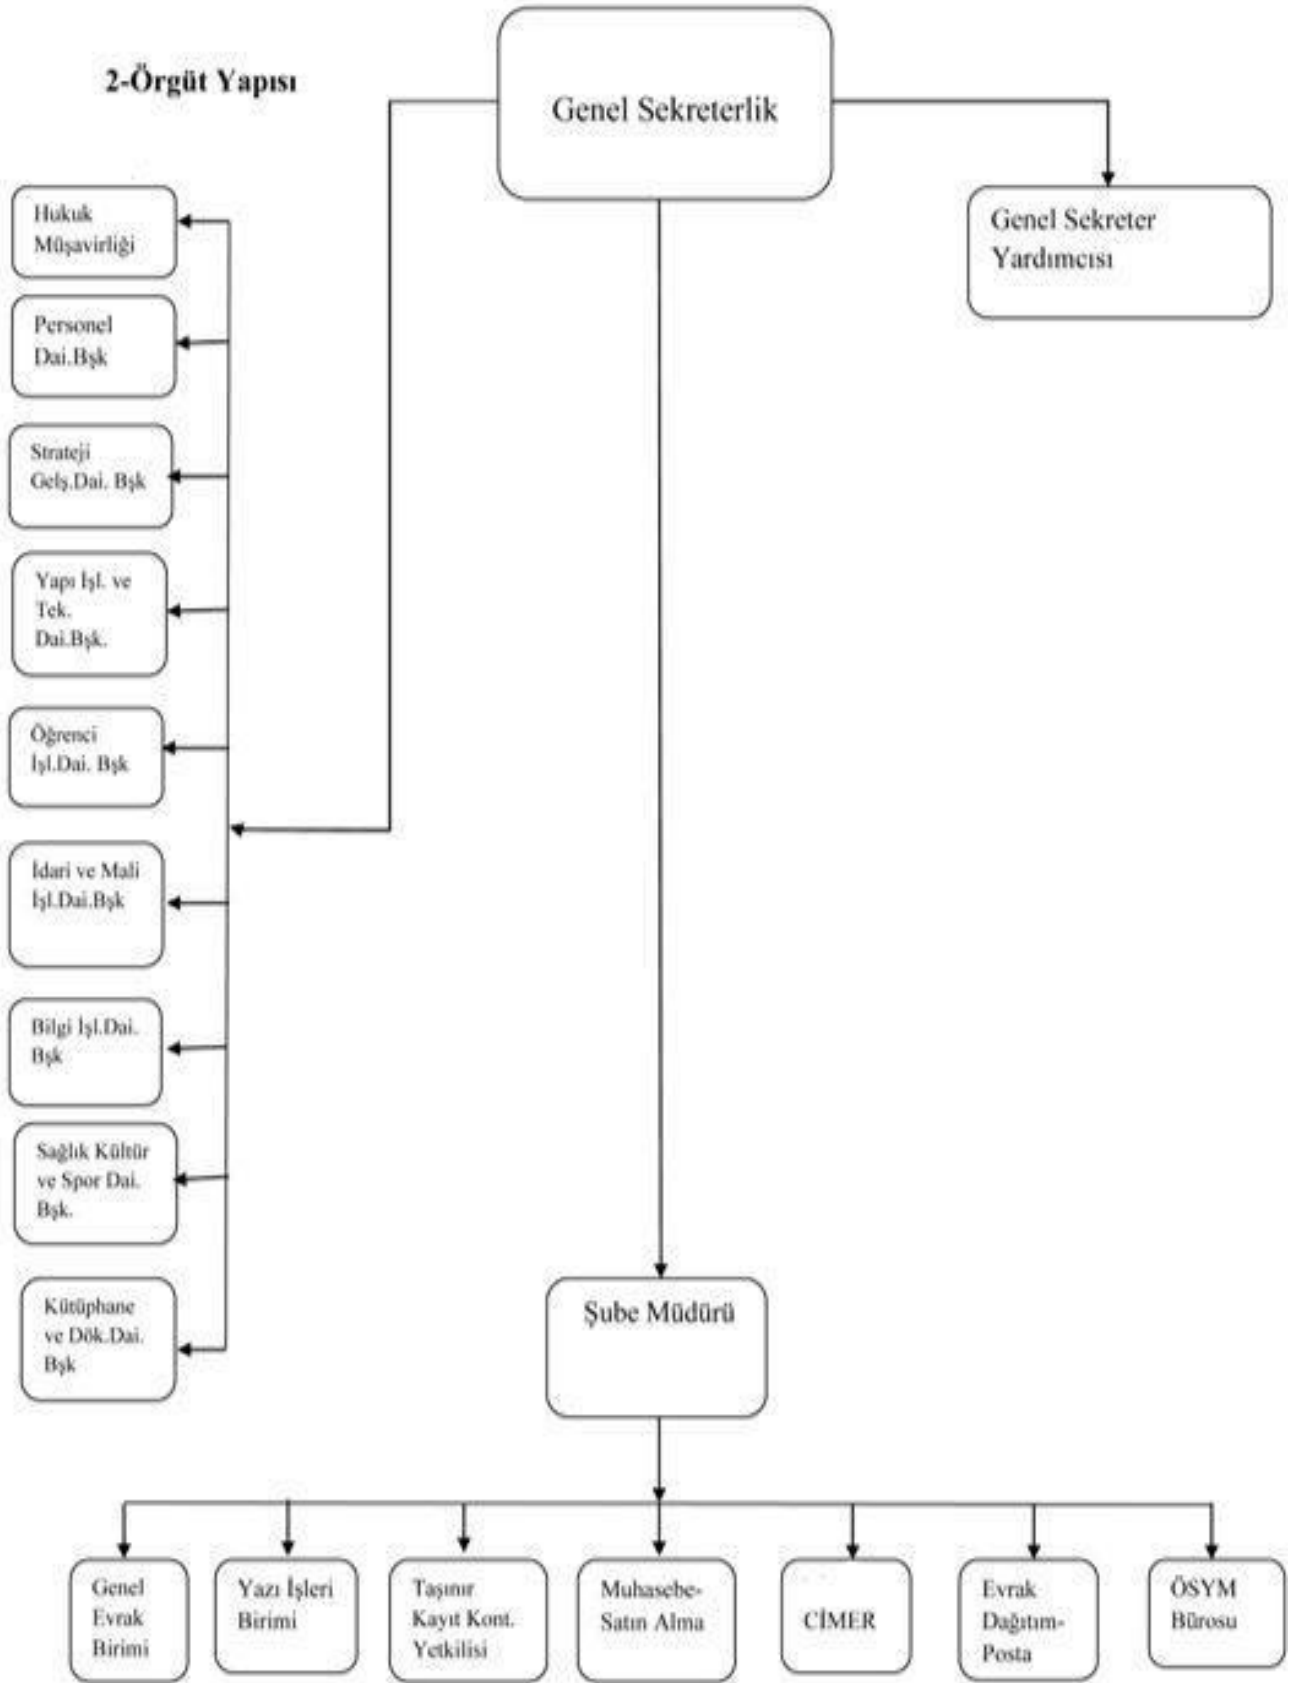 2-Örgüt Yapısı
Genel Sekreterlik
Genel Sekreter
Yardımcısı
Hukuk
Müşavirliği
Personel
Dai.Bşk
Strateji
Gelş.Dai. Bşk
Yapı İşl. ve
Tek.
Dai.Bşk.
Öğrenci
İşl.Dai. Bşk
İdari ve Mali
İşl.Dai.Bşk
Bilgi İşl.Dai.
Bşk
Sağlık Kültür
ve Spor Dai.
Bşk.
Kütüphane
ve Dök.Dai.
Bşk
Şube Müdürü
Genel
Evrak
Birimi
Yazı İşleri
Birimi
Taşınır
Kayıt Kont.
Yetkilisi
Muhasebe-
Satın Alma
CİMER
Evrak
Dağıtım-
Posta
ÖSYM
Bürosu